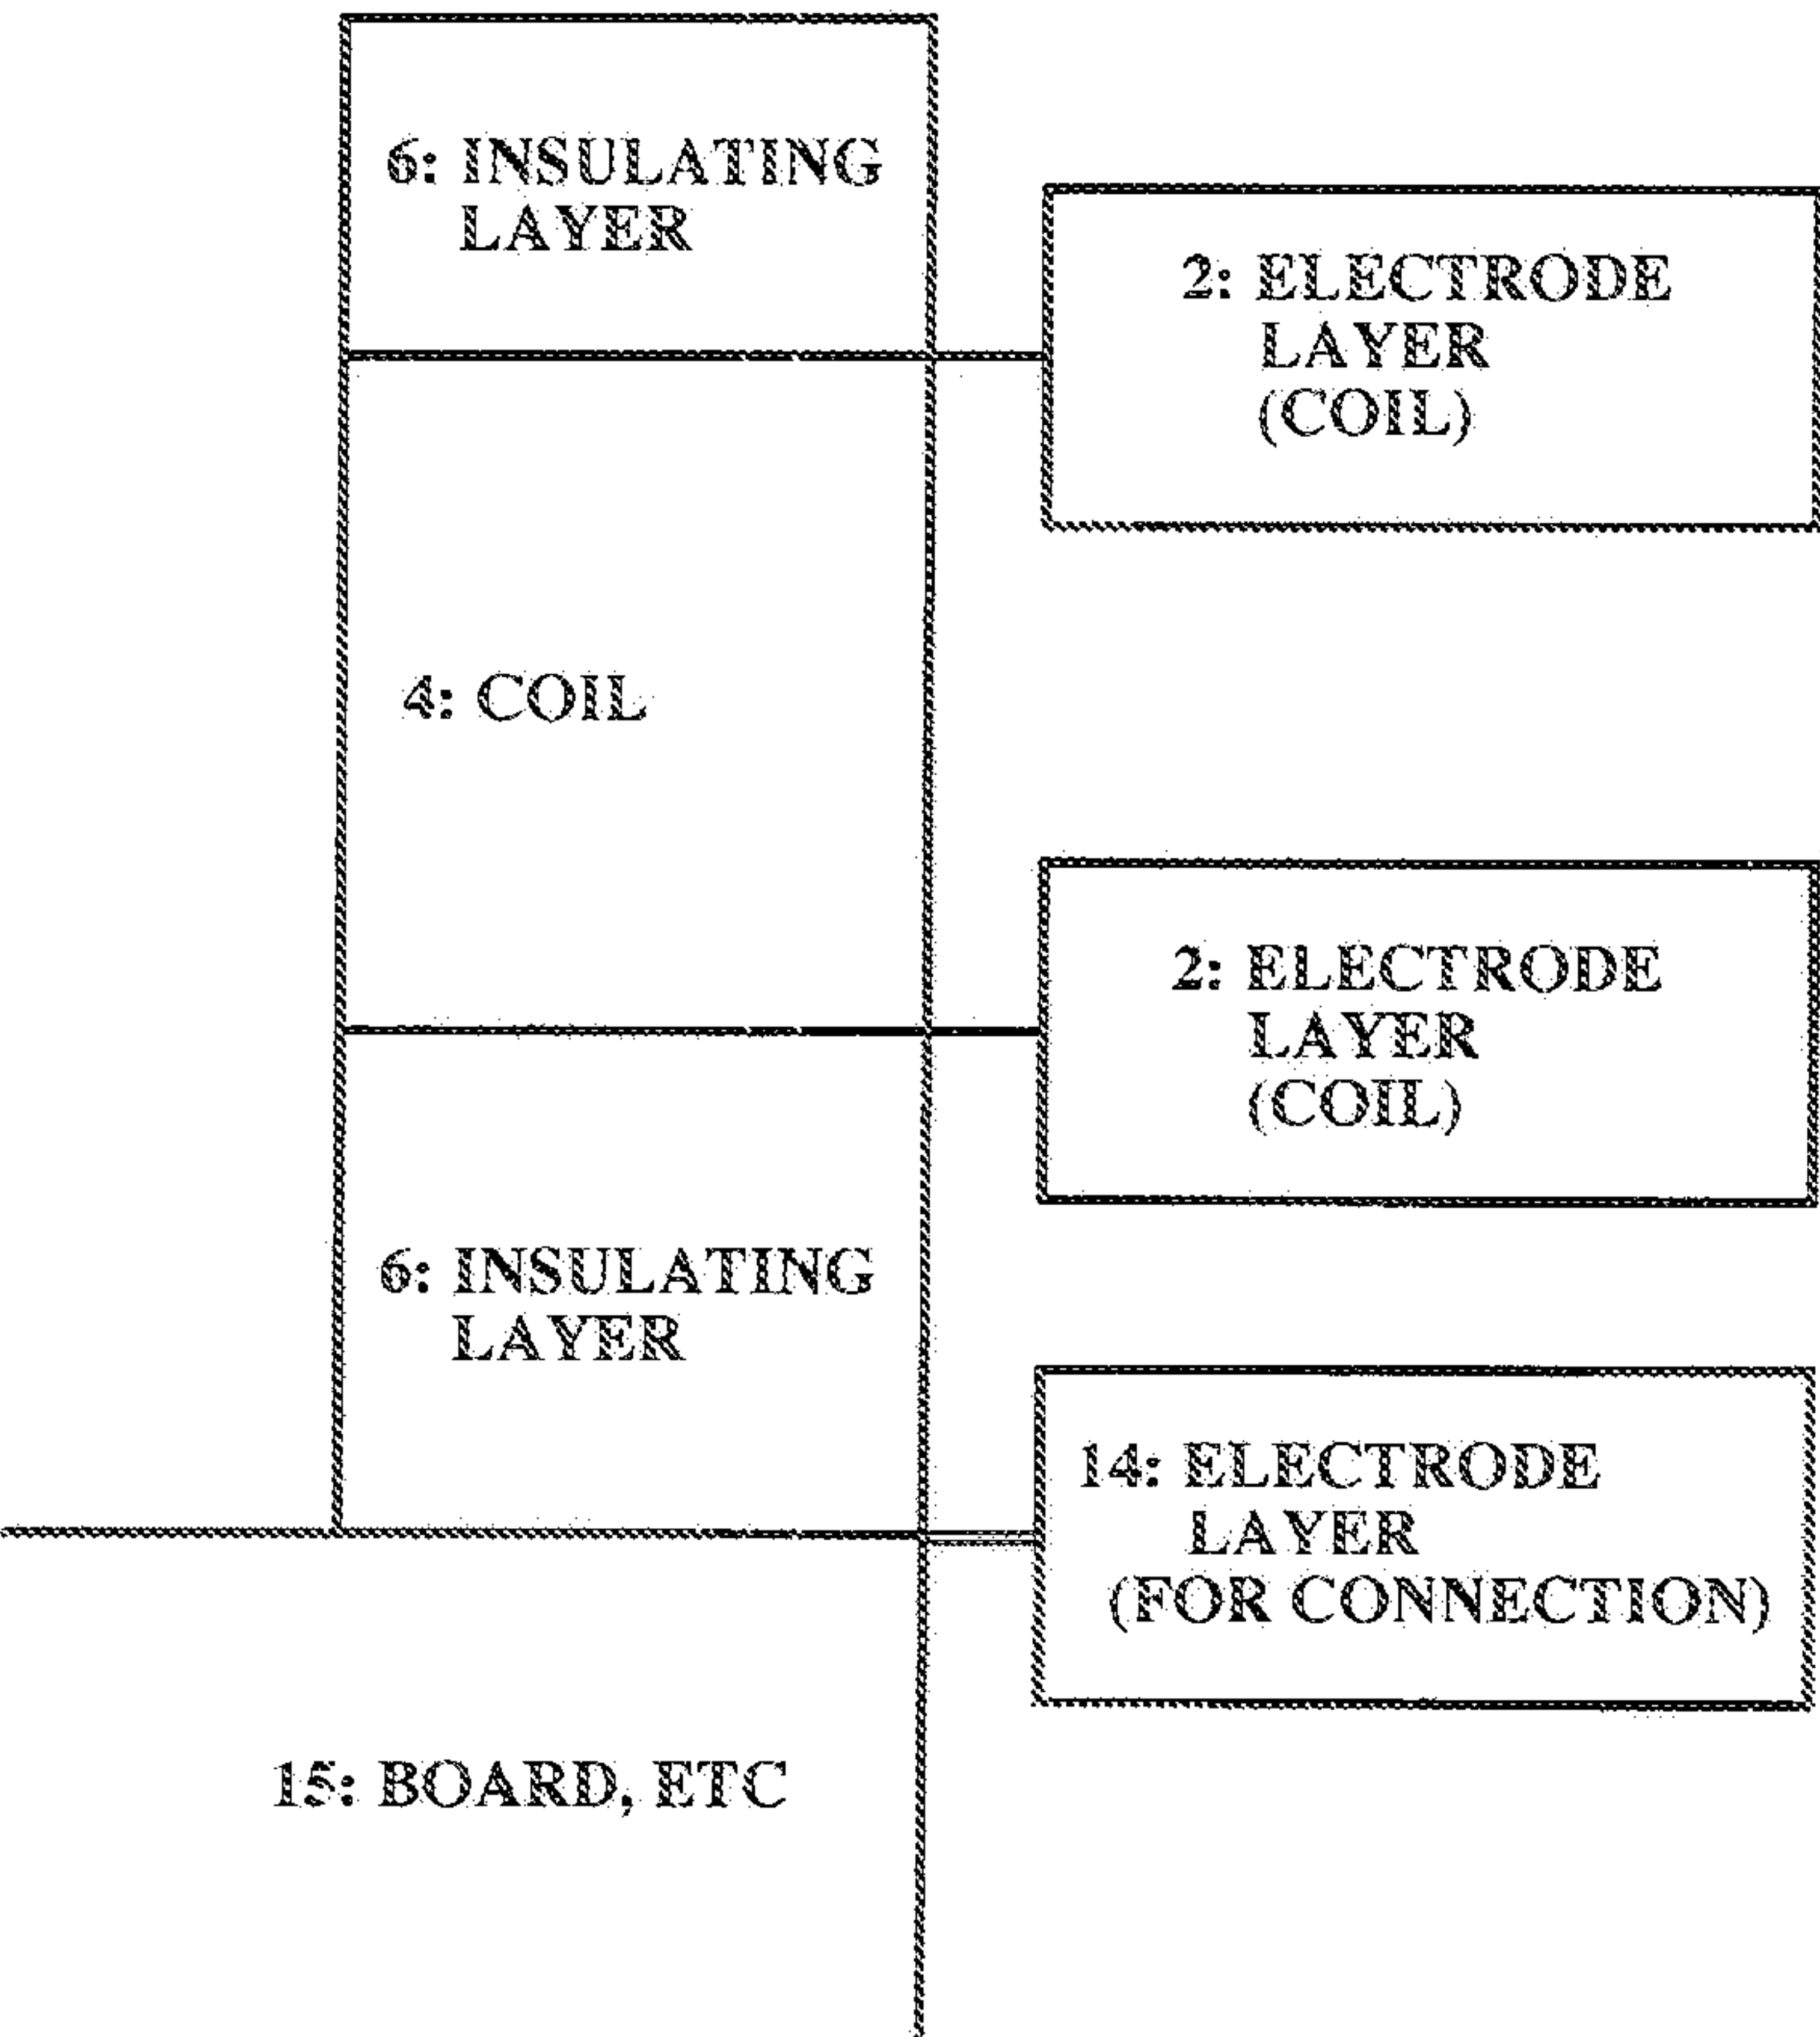 6: INSULATING
LAYER
2: ELECTRODE
LAYER
(COIL)
4: COIL
2: ELECTRODE
LAYER
(COIL)
6: INSULATING
LAYER
14: ELECTRODE
LAYER
(FOR CONNECTION)
15: BOARD, ETC